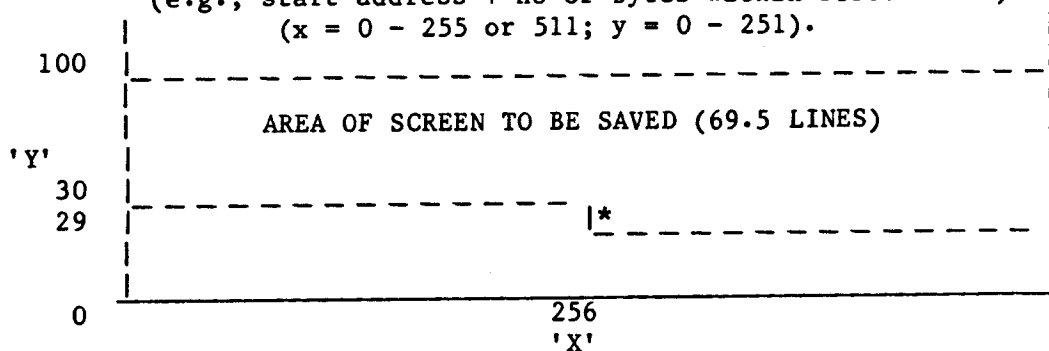 (x = 0 - 255 or 511; y = 0 - 251).
100
AREA OF SCREEN TO BE SAVED (69.5 LINES)
'Y'
30
29
*
0
256
'X'